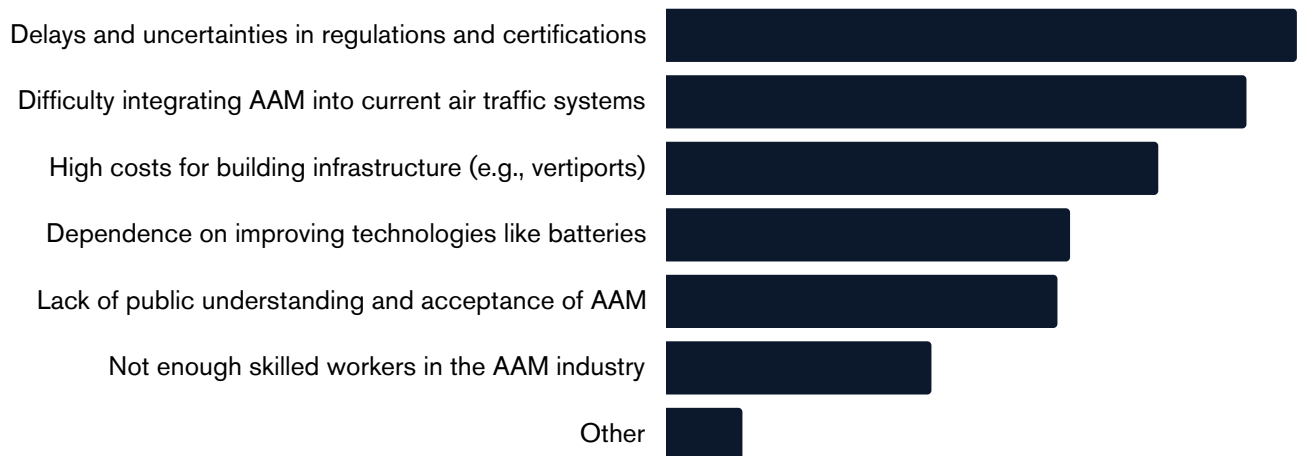 Delays and uncertainties in regulations and certifications
Difficulty integrating AAM into current air traffic systems
High costs for building infrastructure (e.g., vertiports)
Dependence on improving technologies like batteries
Lack of public understanding and acceptance of AAM
Not enough skilled workers in the AAM industry
Other